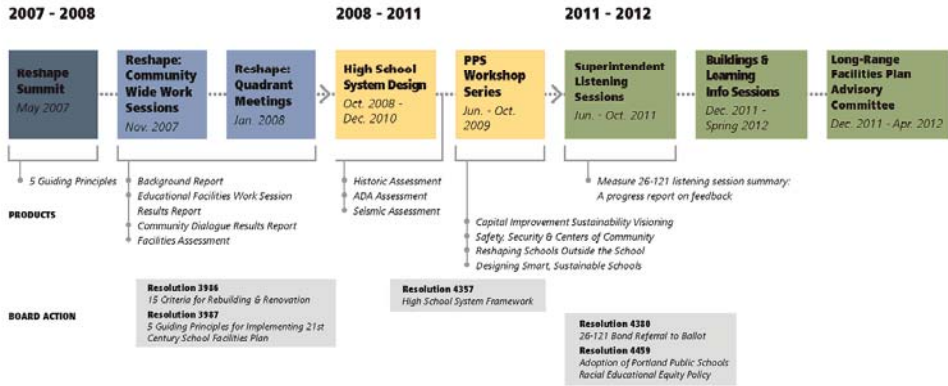 2007 - 2008
2008 - 2011
2011 - 2012
Reshape
Summit
May 2007
Reshape:
Community
Wide Work
Sessions
Nov. 2007
Reshape:
Quadrant
Meetings
Jan. 2008
High School
System Design
Oct. 2008 -
Dec. 2010
PPS
Workshop
Series
Jun. - Oct.
2009
Superintendent
Listening
Sessions
Jun. - Oct. 2011
Buildings &
Learning
Info Sessions
Dec. 2011 -
Spring 2012
Long-Range
Facilities Plan
Advisory
Committee
Dec. 2011 - Apr. 2012
PRODUCTS
5 Guiding Principles
Background Report
Educational Facilities Work Session
Results Report
Community Dialogue Results Report
Facilities Assessment
Historic Assessment
ADA Assessment
Seismic Assessment
Capital Improvement Sustainability Visioning
Safety, Security & Centers of Community
Reshaping Schools Outside the School
Designing Smart, Sustainable Schools
Measure 26-121 listening session summary:
A progress report on feedback
BOARD ACTION
Resolution 3986
15 Criteria for Rebuilding & Renovation
Resolution 3987
5 Guiding Principles for Implementing 21st
Century School Facilities Plan
Resolution 4357
High School System Framework
Resolution 4380
26-121 Bond Referral to Ballot
Resolution 4459
Adoption of Portland Public Schools
Racial Educational Equity Policy